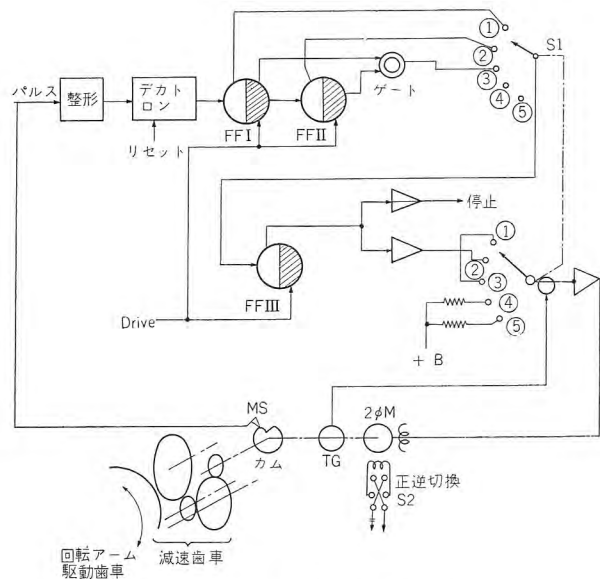 ①
S1
②
③
④
⑤
パルス
整形
デカト
ロン
ゲート
リセット
FFⅠ
FFⅡ
停止
①
②
③
④
⑤
FFⅢ
Drive
+ B
MS
カム
TG
2φM
正逆切換
S2
回転アーム
駆動歯車
減速歯車